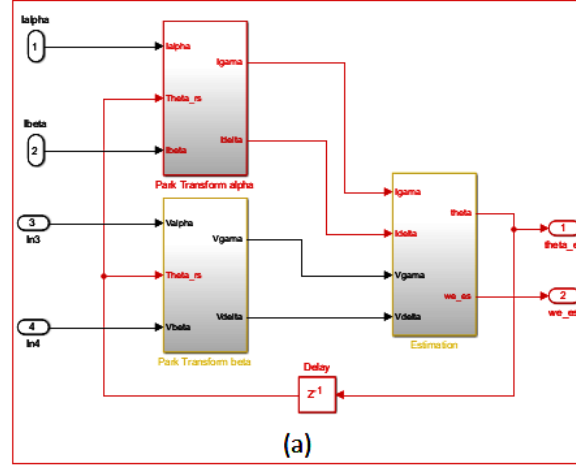 Ialpha
1
Ialpha
Igama
Theta_rs
Ibeta
2
Ibeta
Idelta
Park Transform alpha
Igama
3
In3
Valpha
Vgama
theta
Idelta
1
theta_e
Theta_rs
Vgama
we_es
2
we_es
4
In4
Vbeta
Vdelta
Vdelta
Park Transform beta
Estimation
Delay
Z-1
(a)